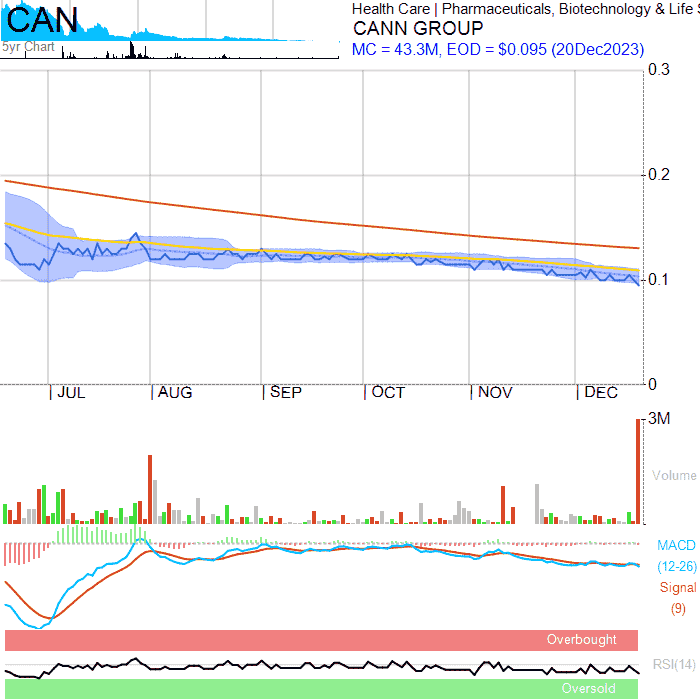 CAN
5yr Chart
Health Care | Pharmaceuticals, Biotechnology & Life S
CANN GROUP
MC = 43.3M, EOD = $0.095 (20Dec2023)
0.3
0.2
0.1
0
JUL AUG SEP OCT NOV DEC
3M
Volume
MACD
(12-26)
Signal
(9)
Overbought
RSI(14)
Oversold